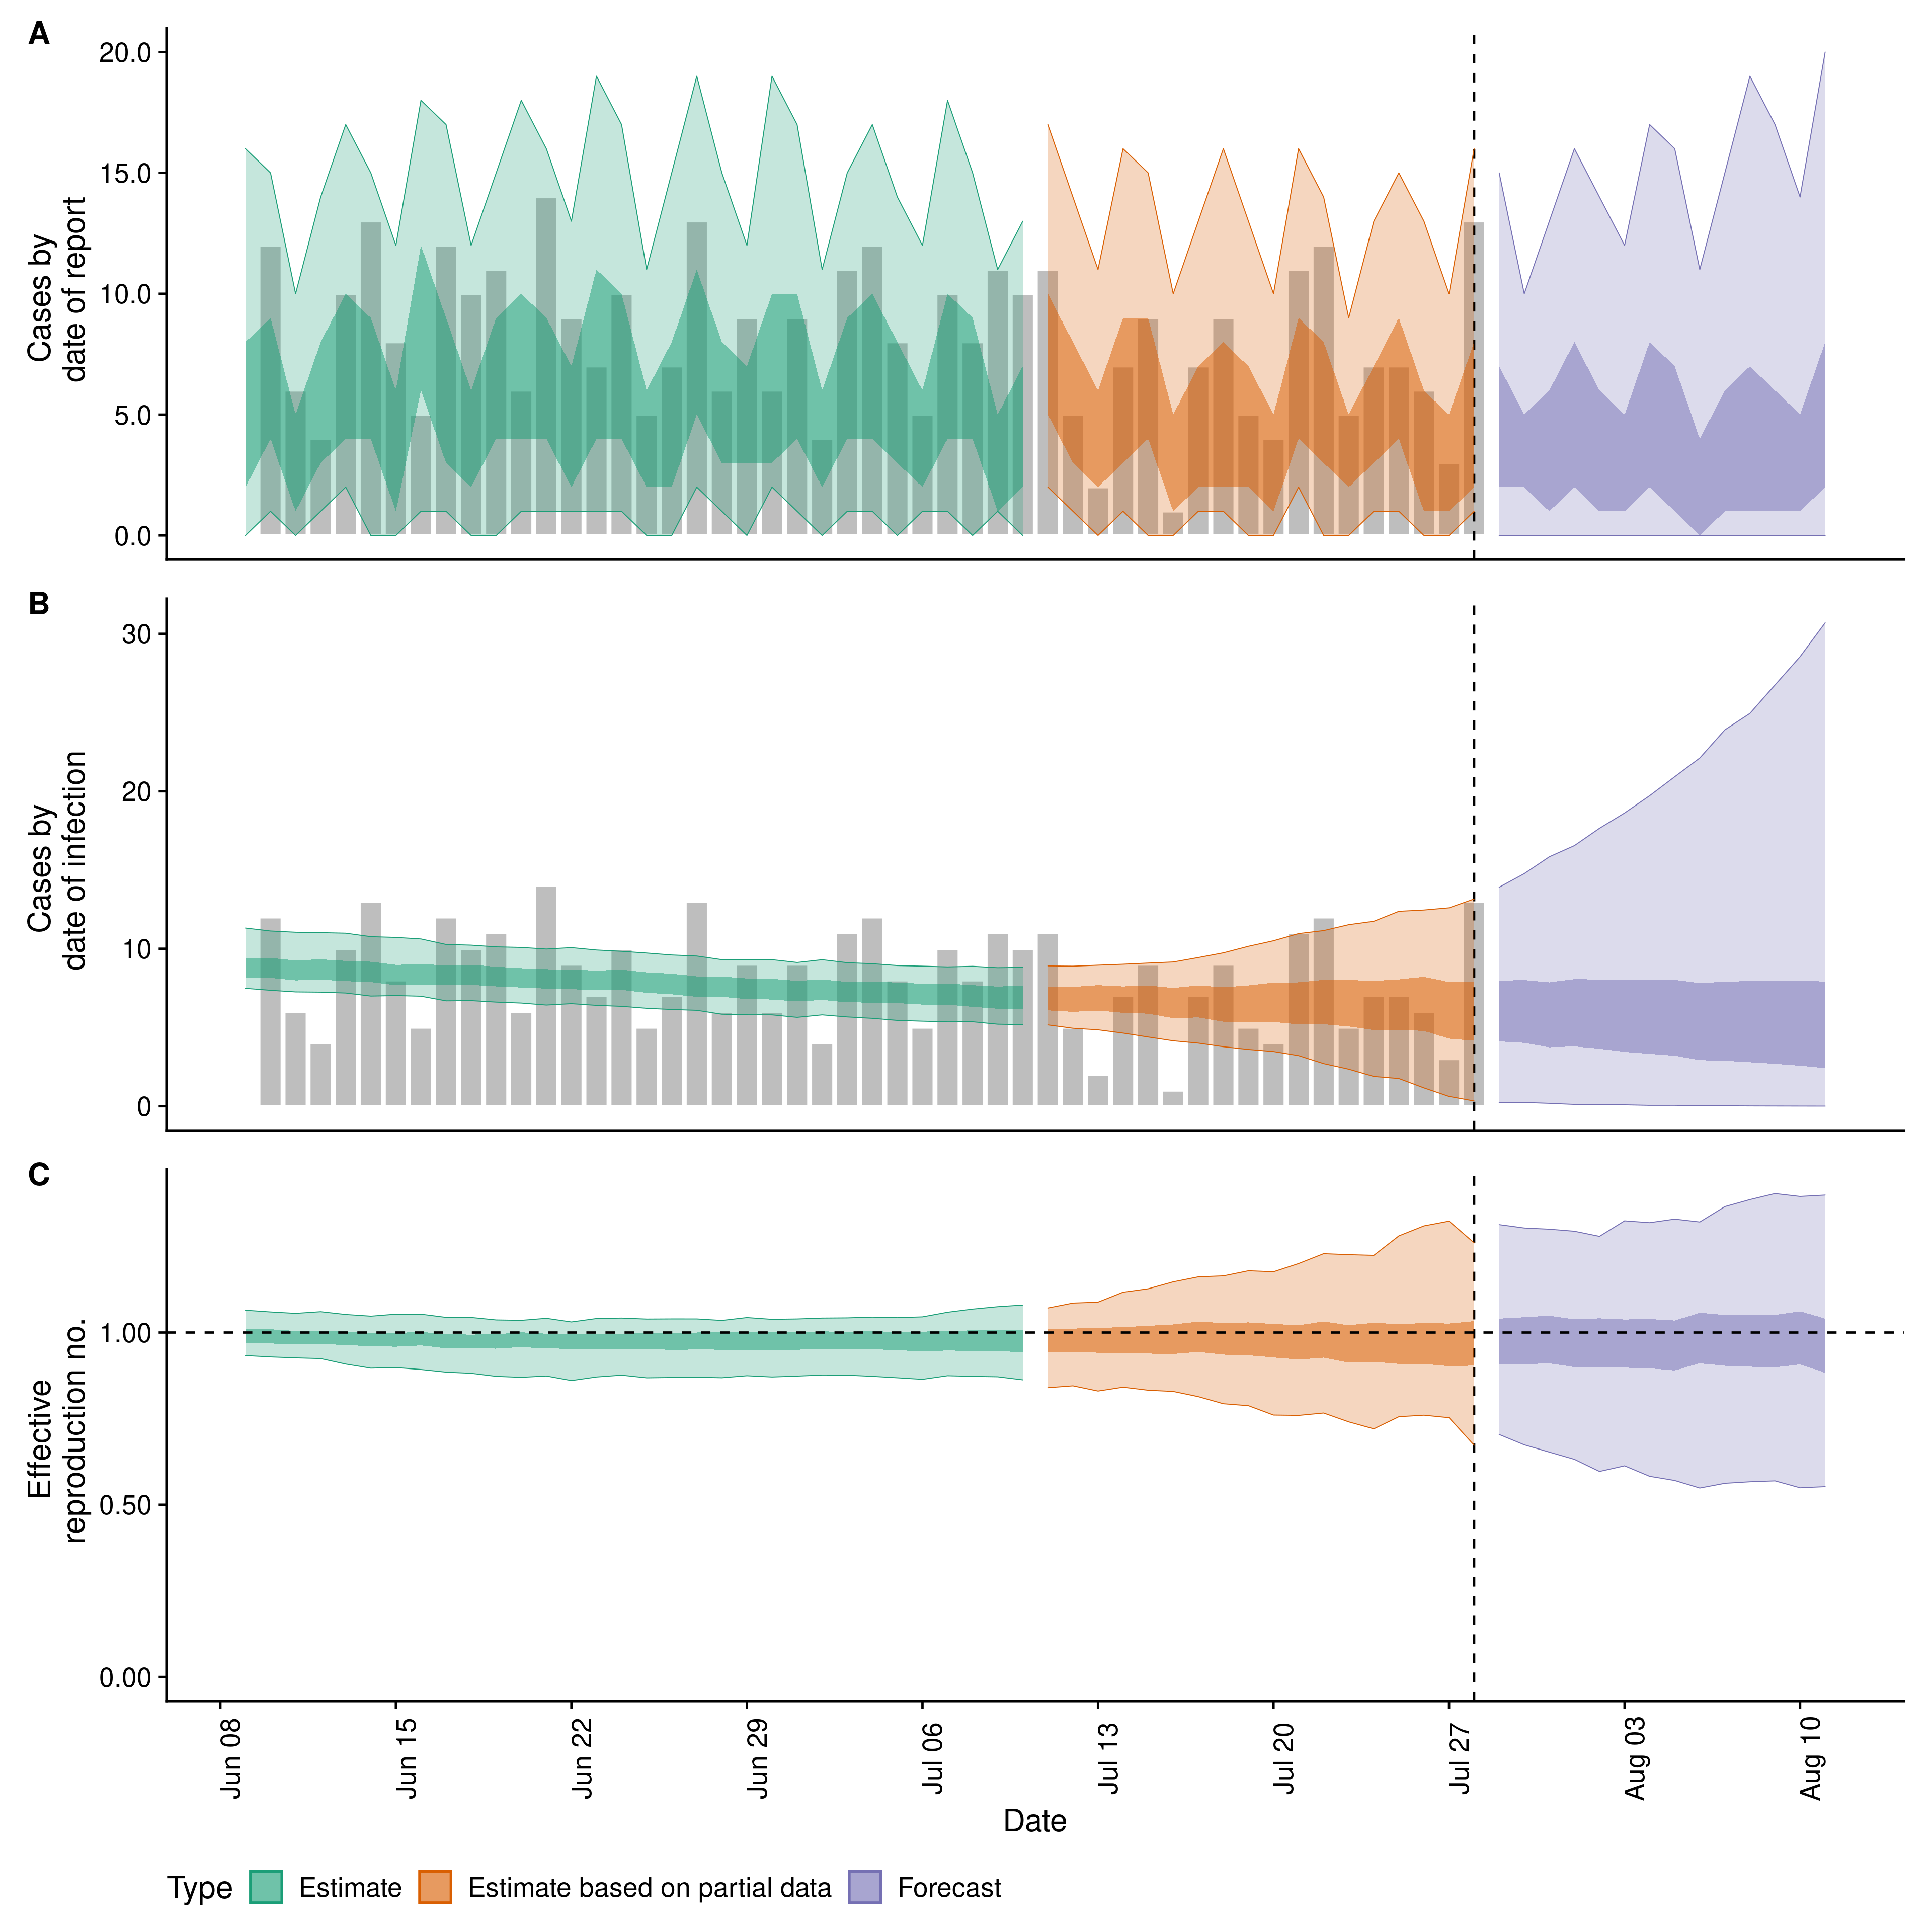 A
Cases by
date of report
20.0
15.0
10.0
5.0
0.0
B
Cases by
date of infection
30
20
10
0
C
Effective
reproduction no.
1.00
0.50
0.00
Jun 08
Jun 15
Jun 22
Jun 29
Jul 06
Jul 13
Jul 20
Jul 27
Aug 03
Aug 10
Date
Type Estimate Estimate based on partial data Forecast